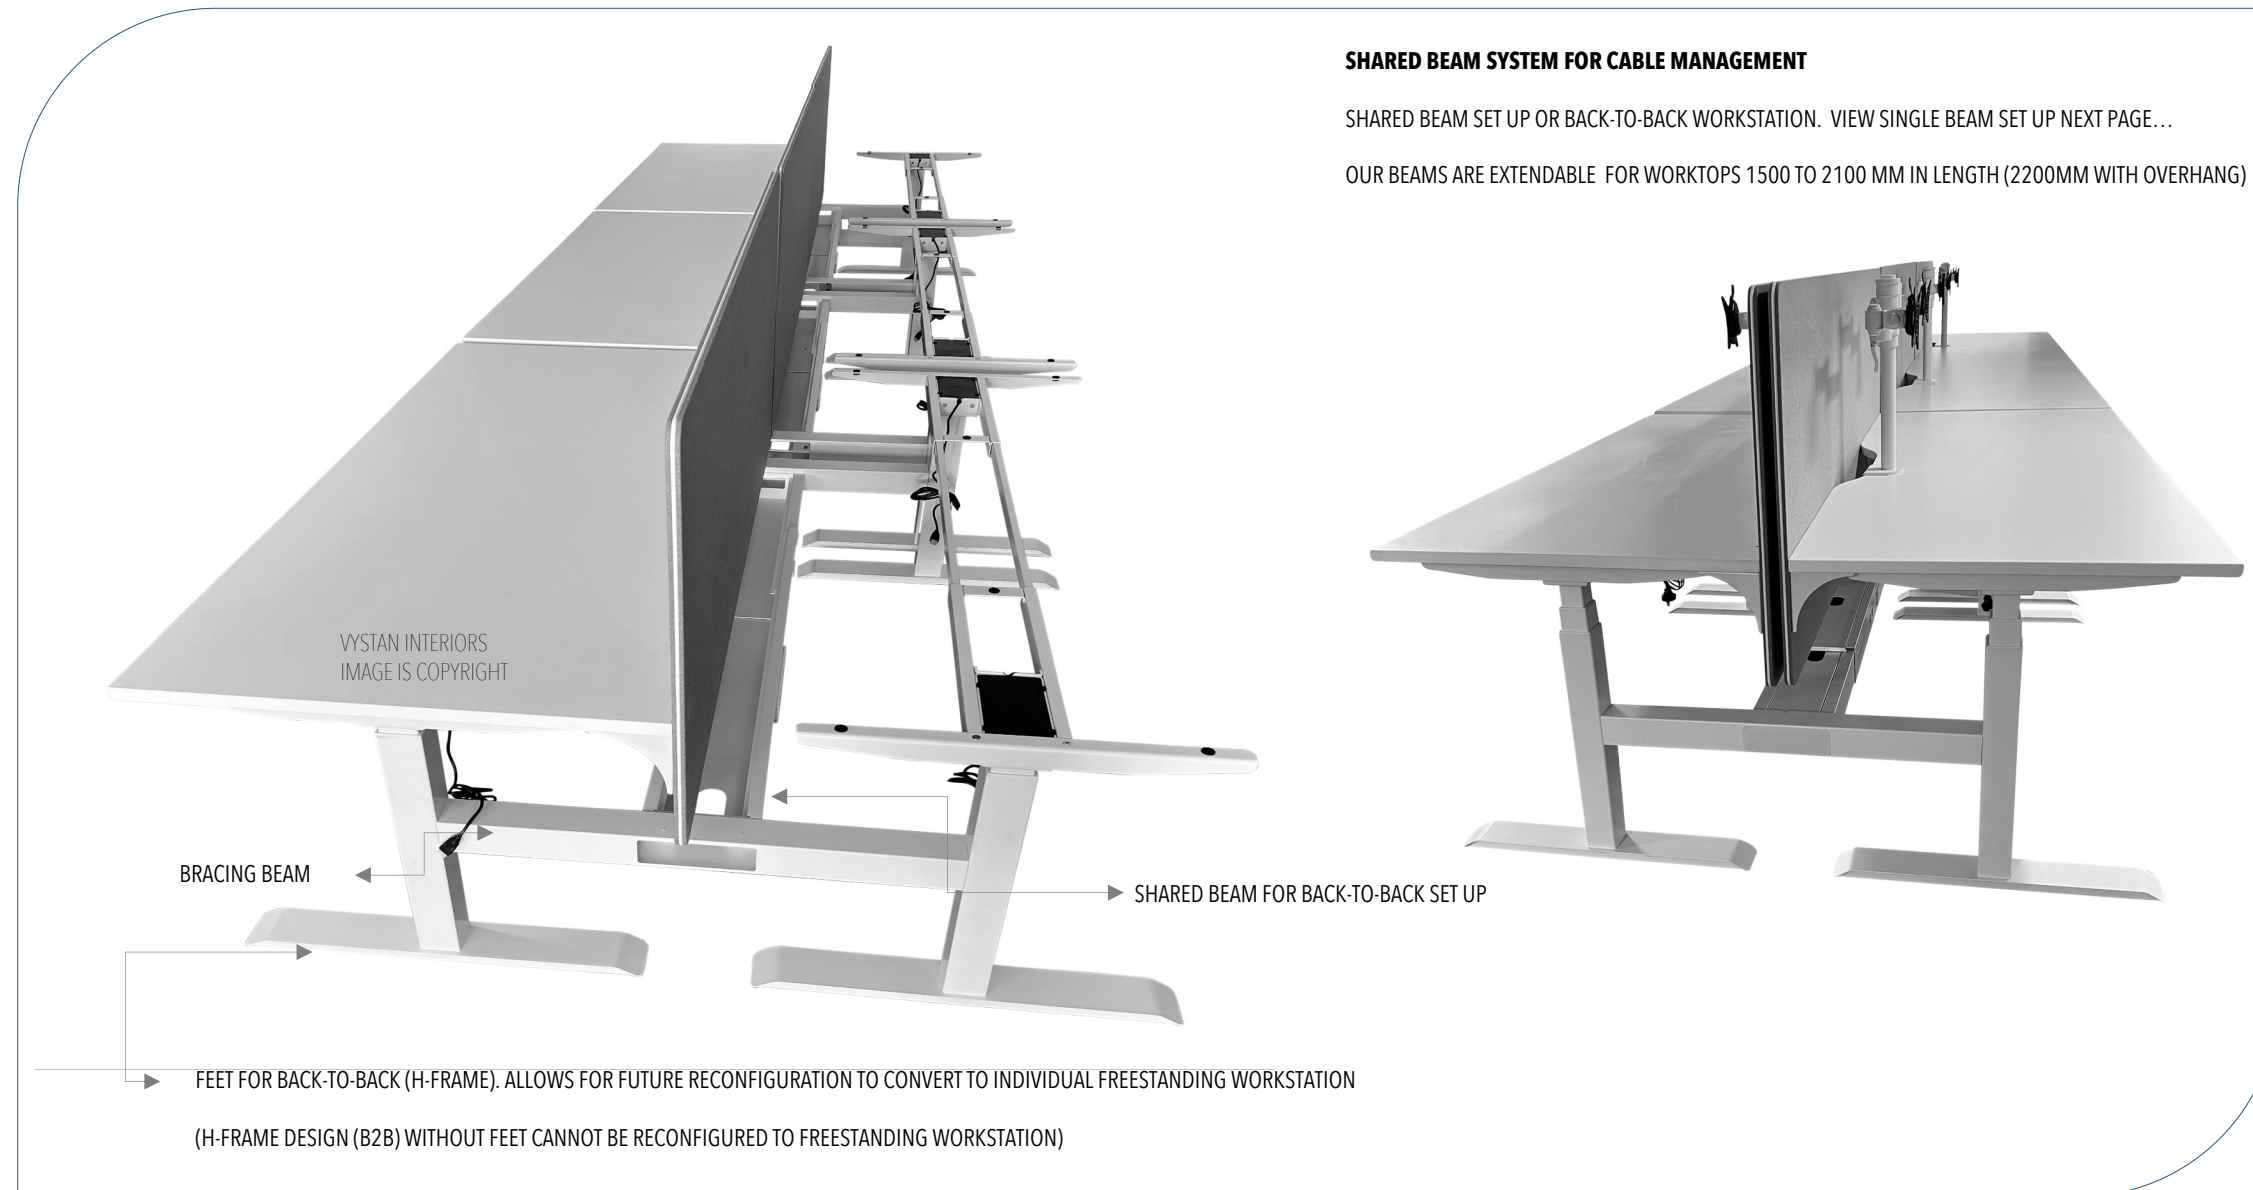 SHARED BEAM SYSTEM FOR CABLE MANAGEMENT
SHARED BEAM SET UP OR BACK-TO-BACK WORKSTATION.  VIEW SINGLE BEAM SET UP NEXT PAGE…
OUR BEAMS ARE EXTENDABLE  FOR WORKTOPS 1500 TO 2100 MM IN LENGTH (2200MM WITH OVERHANG)
VYSTAN INTERIORS
IMAGE IS COPYRIGHT
BRACING BEAM
SHARED BEAM FOR BACK-TO-BACK SET UP
FEET FOR BACK-TO-BACK (H-FRAME). ALLOWS FOR FUTURE RECONFIGURATION TO CONVERT TO INDIVIDUAL FREESTANDING WORKSTATION
(H-FRAME DESIGN (B2B) WITHOUT FEET CANNOT BE RECONFIGURED TO FREESTANDING WORKSTATION)